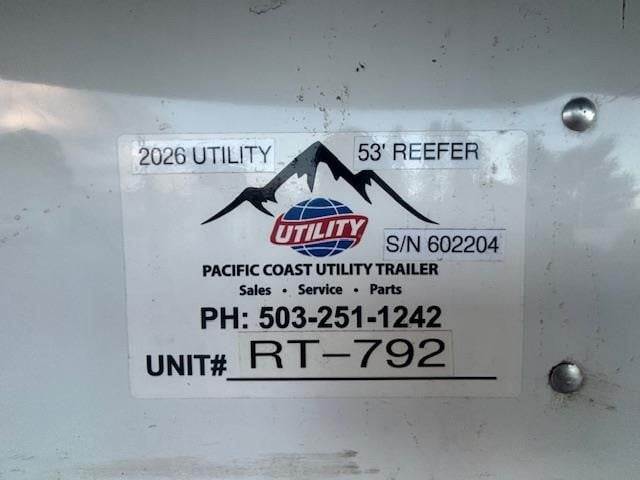 2026 UTILITY 53' REEFER
UTILITY
S/N 602204
PACIFIC COAST UTILITY TRAILER
Sales • Service • Parts
PH: 503-251-1242
UNIT# RT-792